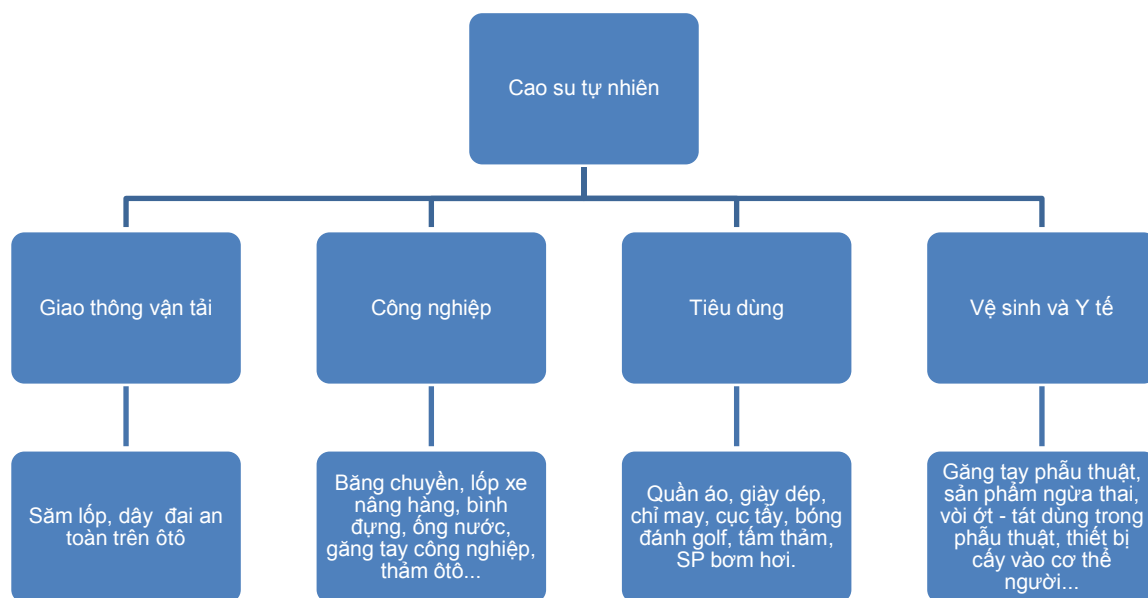 Cao su tự nhiên
Giao thông vận tải
Công nghiệp
Tiêu dùng
Vệ sinh và Y tế
Săm lốp, dây đai an
toàn trên ôtô
Băng chuyền, lốp xe
nâng hàng, bình
đựng, ống nước,
găng tay công nghiệp,
thảm ôtô...
Quần áo, giày dép,
chỉ may, cục tẩy, bóng
đánh golf, tấm thảm,
SP bơm hơi.
Găng tay phẫu thuật,
sản phẩm ngừa thai,
vòi ớt - tát dùng trong
phẫu thuật, thiết bị
cấy vào cơ thể
người...